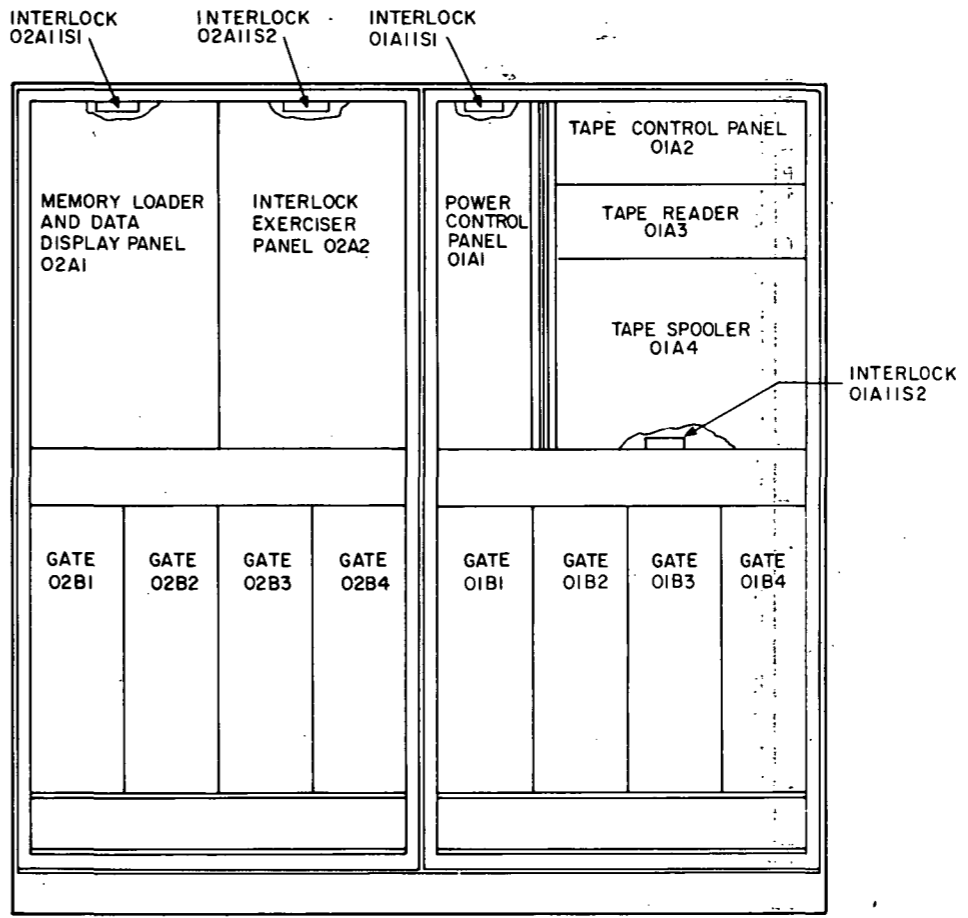 INTERLOCK
02A11S1
INTERLOCK
02A11S2
INTERLOCK
01A11S1
MEMORY LOADER
AND DATA
DISPLAY PANEL
02A1
INTERLOCK
EXERCISER
PANEL 02A2
POWER
CONTROL
PANEL
01A1
TAPE CONTROL PANEL
01A2
TAPE READER
01A3
TAPE SPOOLER
01A4
INTERLOCK
01A11S2
GATE
02B1
GATE
02B2
GATE
02B3
GATE
02B4
GATE
01B1
GATE
01B2
GATE
01B3
GATE
01B4